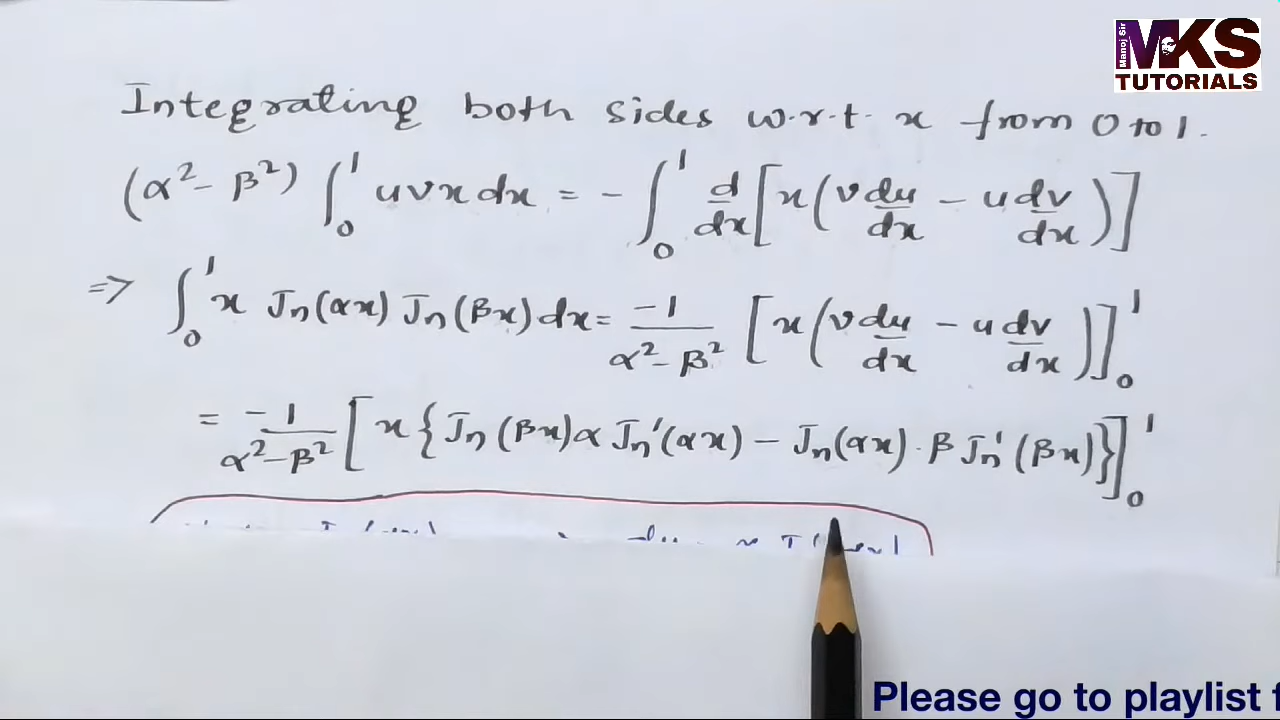 Manoj Sir
MKS
TUTORIALS
Integrating both sides w.r.t. x from 0 to 1.
(α²- β²) ∫₀¹ uvx dx = - ∫₀¹ d/dx [x(v du/dx - u dv/dx)]
=> ∫₀¹ x Jₙ(αx) Jₙ(βx) dx = -1/(α²- β²) [x(v du/dx - u dv/dx)]₀¹
= -1/(α²-β²) [x{Jₙ(βx)α Jₙ'(αx) - Jₙ(αx)·β Jₙ'(βx)}]₀¹
Please go to playlist